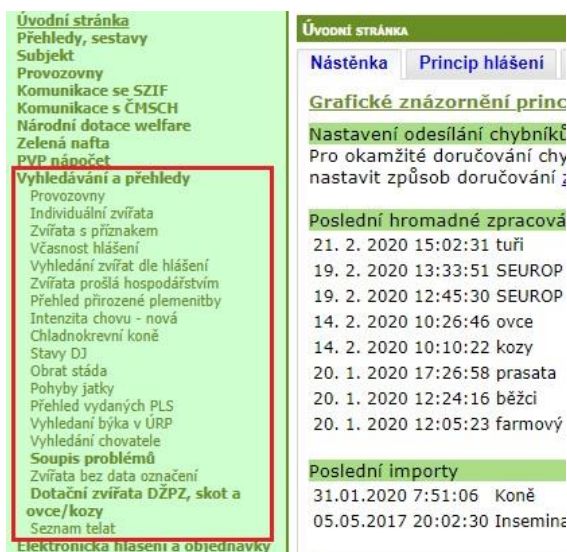 Úvodní stránka
Přehledy, sestavy
Subjekt
Provozovny
Komunikace se SZIF
Komunikace s ČMSCH
Národní dotace welfare
Zelená nafta
PVP nápočet
Vyhledávání a přehledy
Provozovny
Individuální zvířata
Zvířata s příznakem
Včasnost hlášení
Vyhledání zvířat dle hlášení
Zvířata prošlá hospodářstvím
Přehled přirozené plemenitby
Intenzita chovu - nová
Chladnokrevní koně
Stavy DJ
Obrat stáda
Pohyby jatky
Přehled vydaných PLS
Vyhledaní býka v ÚRP
Vyhledání chovatele
Soupis problémů
Zvířata bez data označení
Dotační zvířata DŽPZ, skot a
ovce/kozy
Seznam telat
Elektronická hlášení a objednávky
Úvodní stránka
Nástěnka Princip hlášení
Grafické znázornění princ
Nastavení odesílání chybníků
Pro okamžité doručování chy
nastavit způsob doručování z
Poslední hromadné zpracová
21. 2. 2020 15:02:31 tuři
19. 2. 2020 13:33:51 SEUROP
19. 2. 2020 12:45:30 SEUROP
14. 2. 2020 10:26:46 ovce
14. 2. 2020 10:10:22 kozy
20. 1. 2020 17:26:58 prasata
20. 1. 2020 12:24:16 běžci
20. 1. 2020 12:05:23 farmový
Poslední importy
31.01.2020 7:51:06 Koně
05.05.2017 20:02:30 Insemina